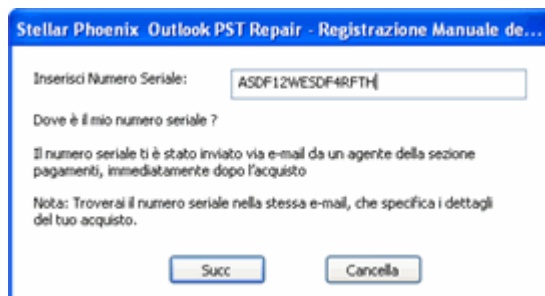 Stellar Phoenix Outlook PST Repair - Registrazione Manuale de...
Inserisci Numero Seriale: ASDF12WESDF4RFTH
Dove è il mio numero seriale ?
Il numero seriale ti è stato inviato via e-mail da un agente della sezione
pagamenti, immediatamente dopo l'acquisto
Nota: Troverai il numero seriale nella stessa e-mail, che specifica i dettagli
del tuo acquisto.
Succ Cancella